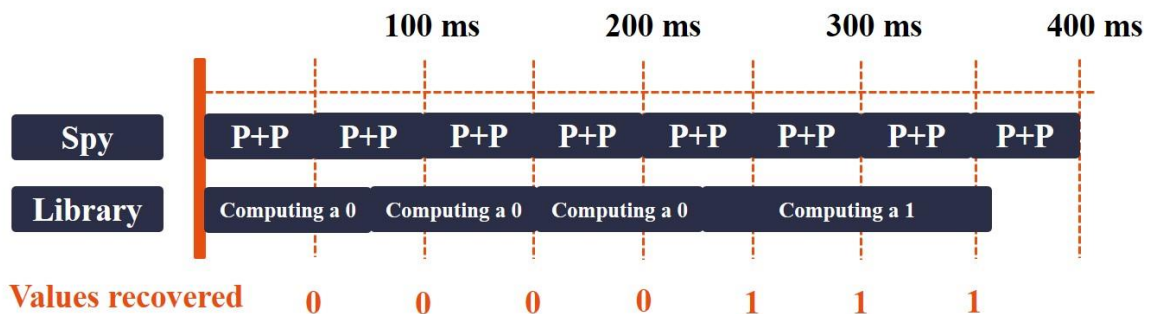 100 ms 200 ms 300 ms 400 ms
Spy P+P P+P P+P P+P P+P P+P P+P P+P
Library Computing a 0 Computing a 0 Computing a 0 Computing a 1
Values recovered 0 0 0 0 1 1 1